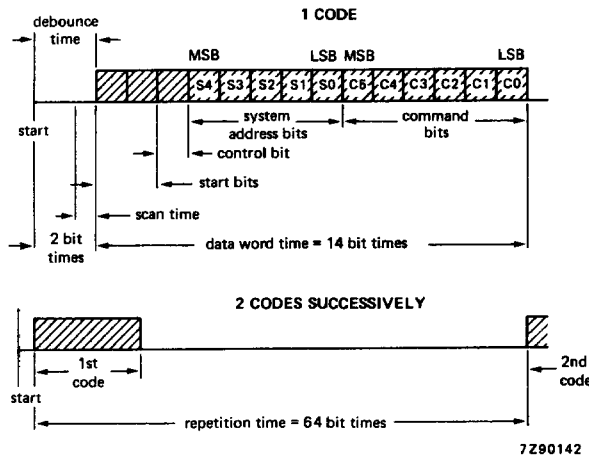 1 CODE
debounce
time
MSB LSB MSB LSB
S4 S3 S2 S1 S0 C5 C4 C3 C2 C1 C0
start
system
address bits
command
bits
control bit
start bits
scan time
2 bit
times
data word time = 14 bit times
2 CODES SUCCESSIVELY
1st
code
2nd
code
start
repetition time = 64 bit times
7Z90142